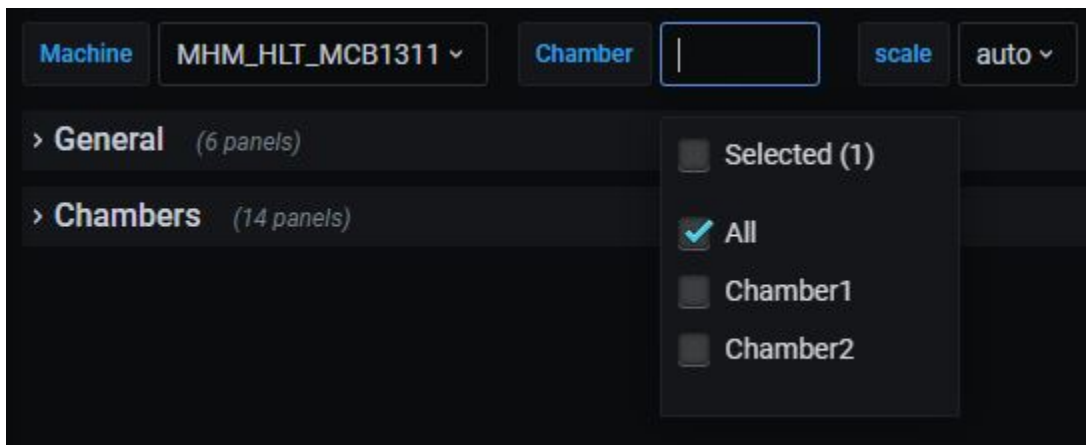 Machine MHM_HLT_MCB1311 Chamber scale auto
General (6 panels)
Selected (1)
Chambers (14 panels)
All
Chamber1
Chamber2